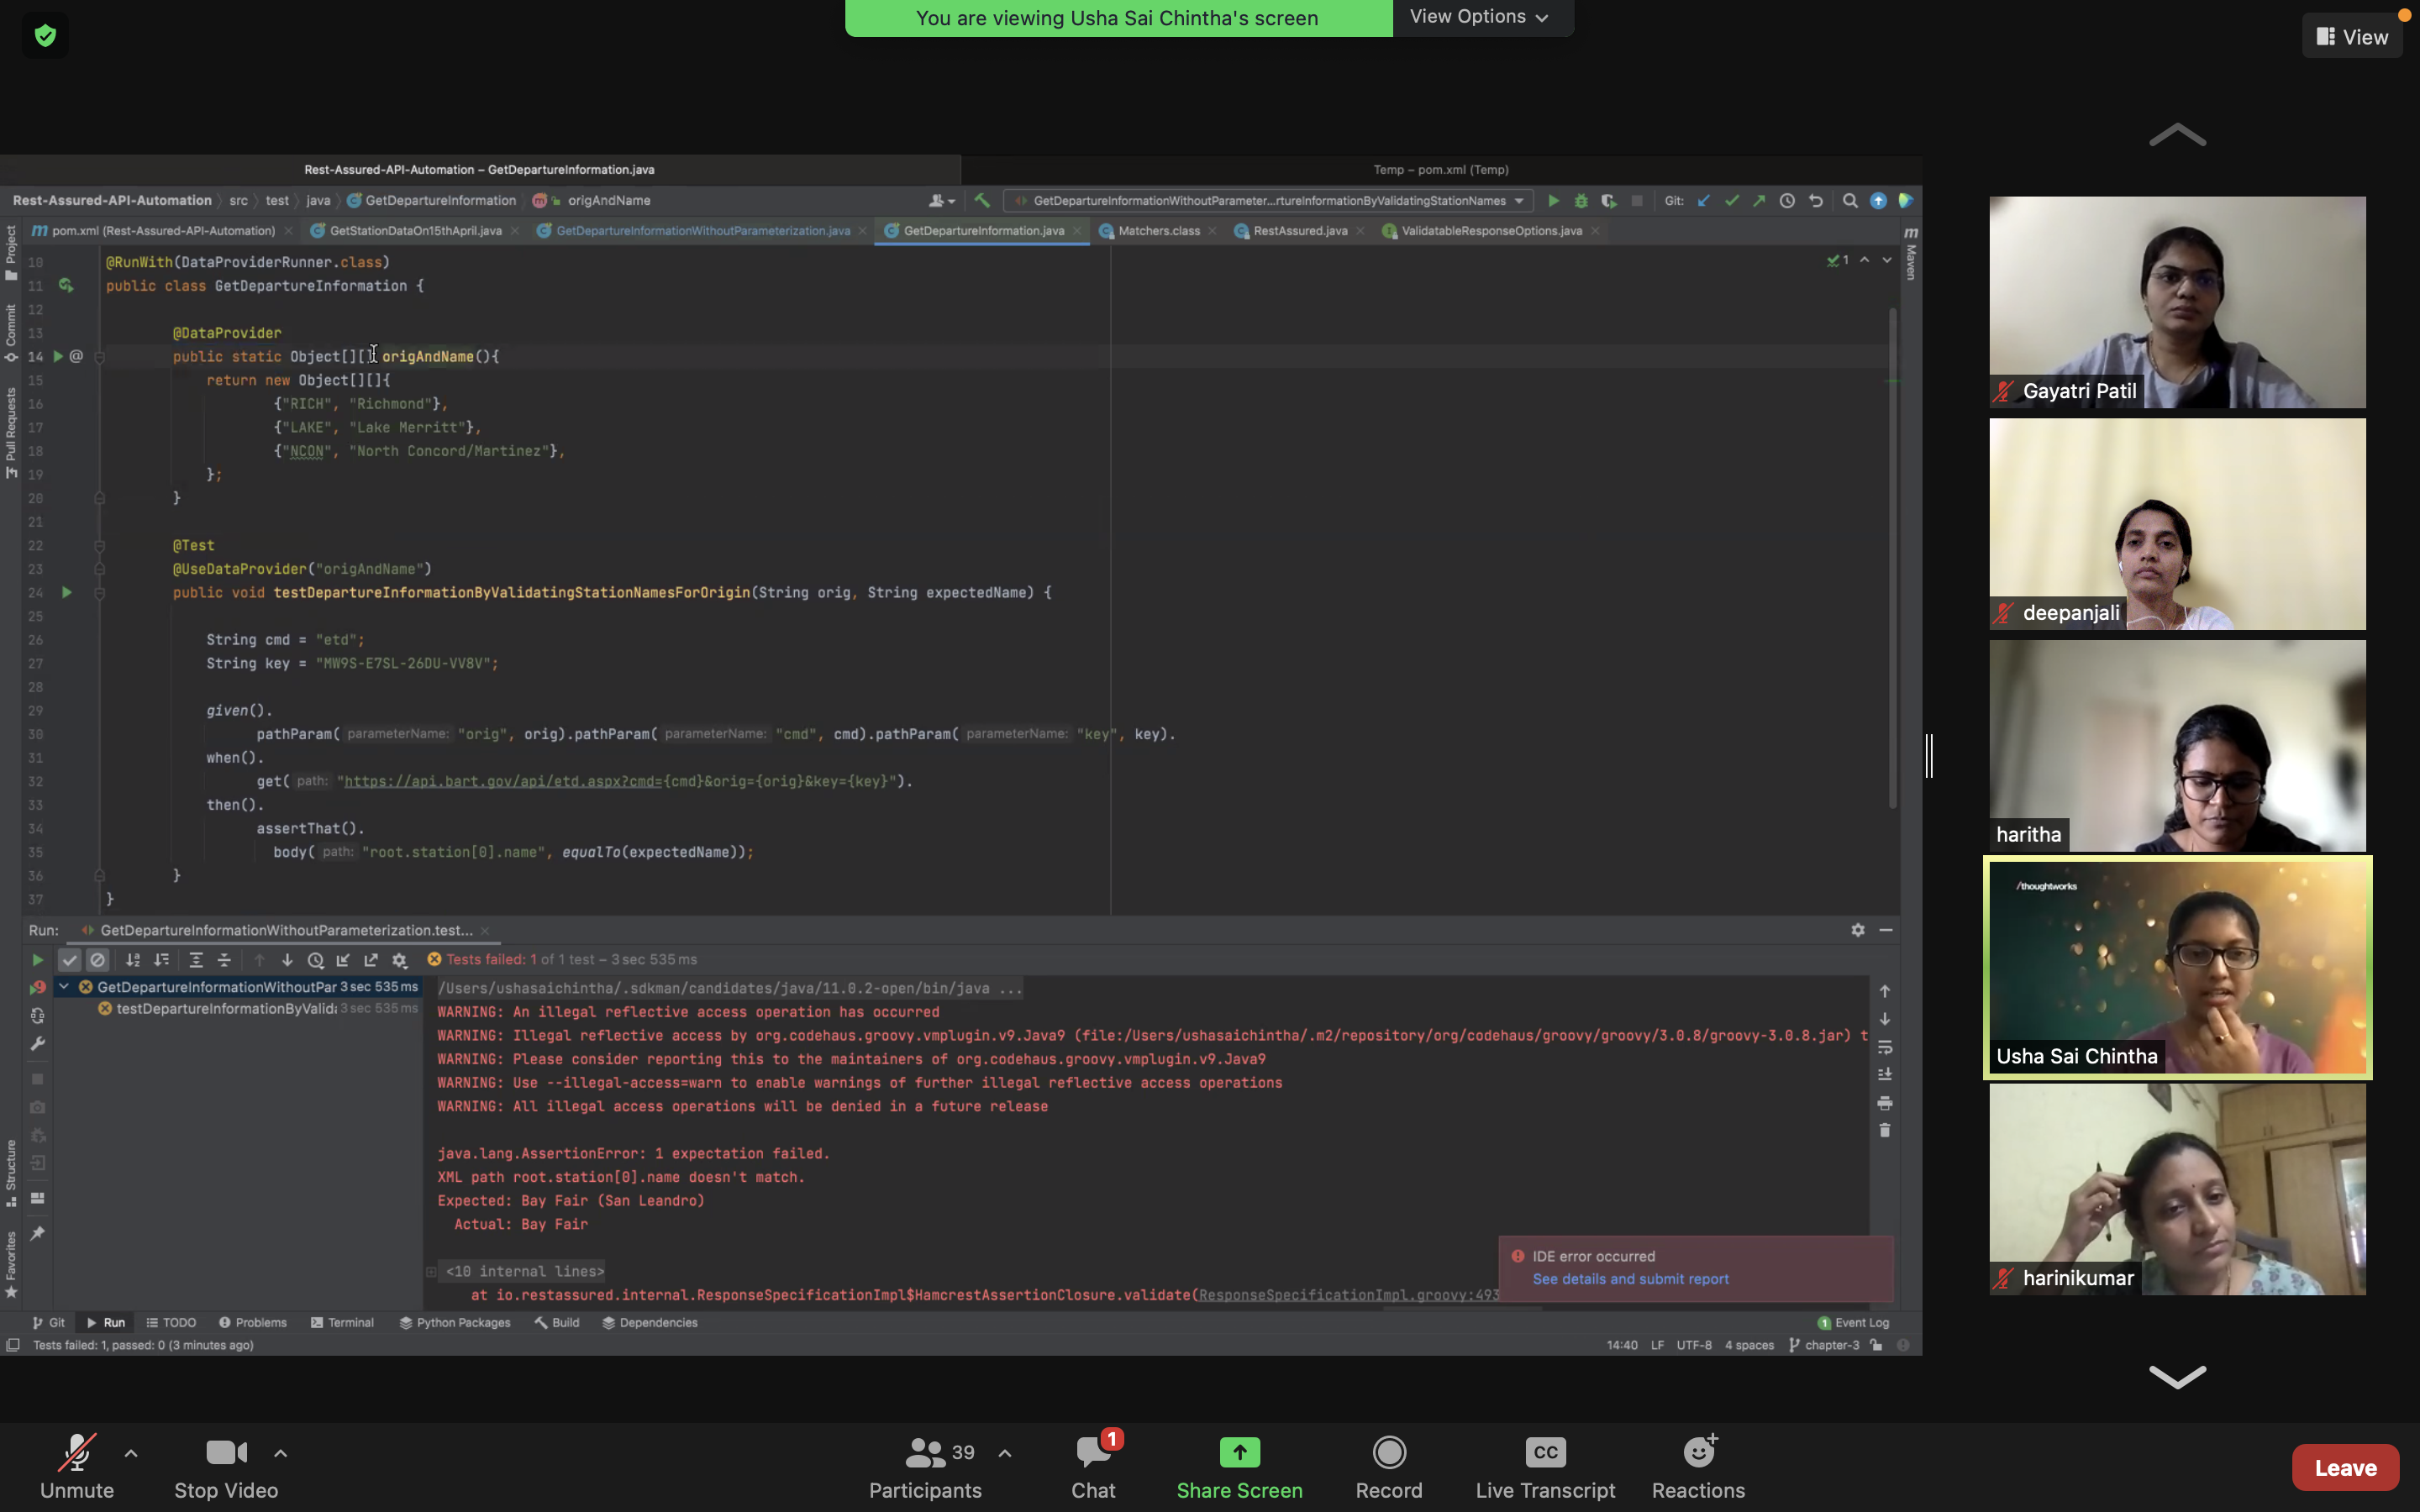 You are viewing Usha Sai Chintha's screen
View Options
View
Rest-Assured-API-Automation – GetDepartureInformation.java
Temp – pom.xml (Temp)
Rest-Assured-API-Automation src test java GetDepartureInformation origAndName
GetDepartureInformationWithoutParameter...rtureInformationByValidatingStationNames
Git:
pom.xml (Rest-Assured-API-Automation)
GetStationDataOn15thApril.java
GetDepartureInformationWithoutParameterization.java
GetDepartureInformation.java
Matchers.class
RestAssured.java
ValidatableResponseOptions.java
Project
Commit
Pull Requests
Structure
Favorites
Maven
1
10 @RunWith(DataProviderRunner.class)
11 public class GetDepartureInformation {
12
13 @DataProvider
14 @ public static Object[][] origAndName(){
15 return new Object[][]{
16 {"RICH", "Richmond"},
17 {"LAKE", "Lake Merritt"},
18 {"NCON", "North Concord/Martinez"},
19 };
20 }
21
22 @Test
23 @UseDataProvider("origAndName")
24 public void testDepartureInformationByValidatingStationNamesForOrigin(String orig, String expectedName) {
25
26 String cmd = "etd";
27 String key = "MW9S-E7SL-26DU-VV8V";
28
29 given().
30 pathParam( parameterName: "orig", orig).pathParam( parameterName: "cmd", cmd).pathParam( parameterName: "key", key).
31 when().
32 get( path: "https://api.bart.gov/api/etd.aspx?cmd={cmd}&orig={orig}&key={key}").
33 then().
34 assertThat().
35 body( path: "root.station[0].name", equalTo(expectedName));
36 }
37 }
Run: GetDepartureInformationWithoutParameterization.test...
Tests failed: 1 of 1 test – 3 sec 535 ms
GetDepartureInformationWithoutPar 3 sec 535 ms
testDepartureInformationByValid 3 sec 535 ms
/Users/ushasaichintha/.sdkman/candidates/java/11.0.2-open/bin/java ...
WARNING: An illegal reflective access operation has occurred
WARNING: Illegal reflective access by org.codehaus.groovy.vmplugin.v9.Java9 (file:/Users/ushasaichintha/.m2/repository/org/codehaus/groovy/groovy/3.0.8/groovy-3.0.8.jar) t
WARNING: Please consider reporting this to the maintainers of org.codehaus.groovy.vmplugin.v9.Java9
WARNING: Use --illegal-access=warn to enable warnings of further illegal reflective access operations
WARNING: All illegal access operations will be denied in a future release
java.lang.AssertionError: 1 expectation failed.
XML path root.station[0].name doesn't match.
Expected: Bay Fair (San Leandro)
Actual: Bay Fair
<10 internal lines>
at io.restassured.internal.ResponseSpecificationImpl$HamcrestAssertionClosure.validate(ResponseSpecificationImpl.groovy:493
IDE error occurred
See details and submit report
Git
Run
TODO
Problems
Terminal
Python Packages
Build
Dependencies
1 Event Log
Tests failed: 1, passed: 0 (3 minutes ago)
14:40 LF UTF-8 4 spaces chapter-3
Gayatri Patil
deepanjali
haritha
/thoughtworks
Usha Sai Chintha
harinikumar
Unmute
Stop Video
39
Participants
1
Chat
Share Screen
Record
CC
Live Transcript
Reactions
Leave